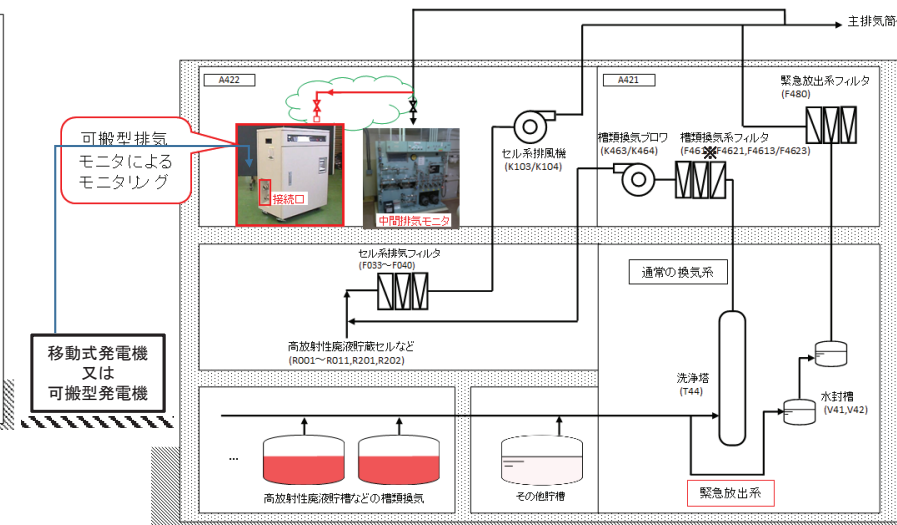 主排気筒へ
A422
A421
緊急放出系フィルタ
(F480)
可搬型排気
モニタによる
モニタリング
接続口
中間排気モニタ
セル系排風機
(K103/K104)
槽類換気ブロワ
(K463/K464)
槽類換気系フィルタ
(F4611/F4621,F4613/F4623)
※
セル系排気フィルタ
(F033～F040)
通常の換気系
高放射性廃液貯蔵セルなど
(R001～R011,R201,R202)
移動式発電機
又は
可搬型発電機
洗浄塔
(T44)
水封槽
(V41,V42)
…
高放射性廃液貯槽などの槽類換気
その他貯槽
緊急放出系